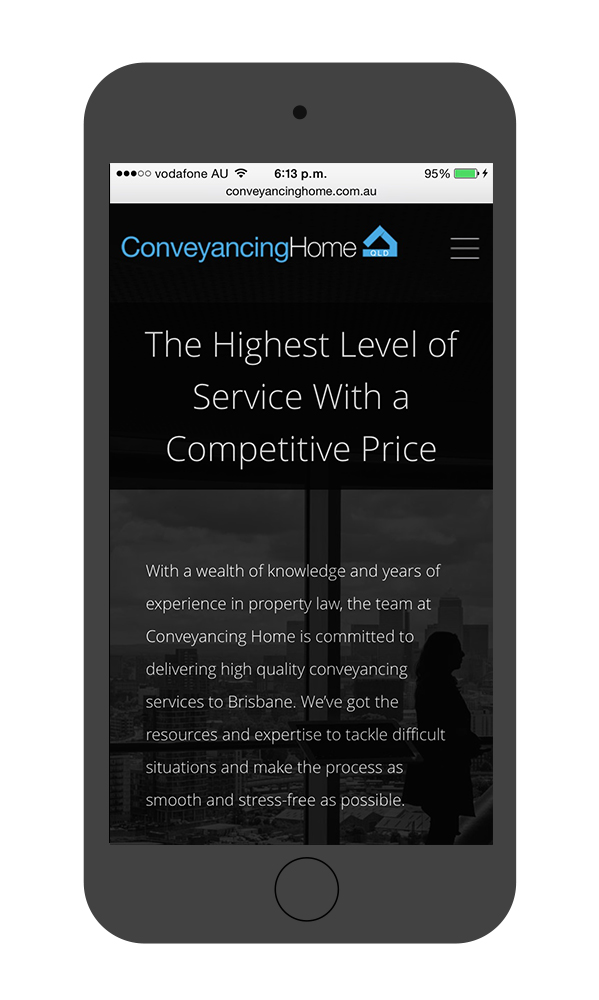 vodafone AU 6:13 p.m. 95%
conveyancinghome.com.au
ConveyancingHome QLD
The Highest Level of
Service With a
Competitive Price
With a wealth of knowledge and years of
experience in property law, the team at
Conveyancing Home is committed to
delivering high quality conveyancing
services to Brisbane. We’ve got the
resources and expertise to tackle difficult
situations and make the process as
smooth and stress-free as possible.